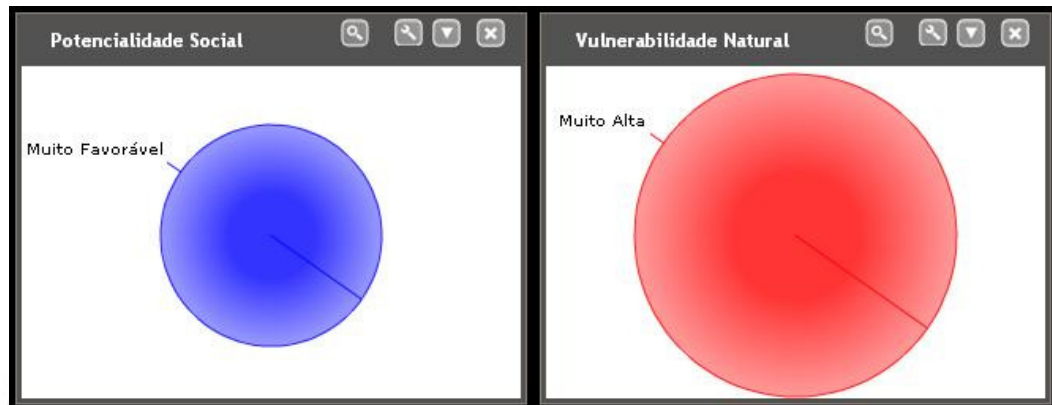 Potencialidade Social
Muito Favorável
Vulnerabilidade Natural
Muito Alta